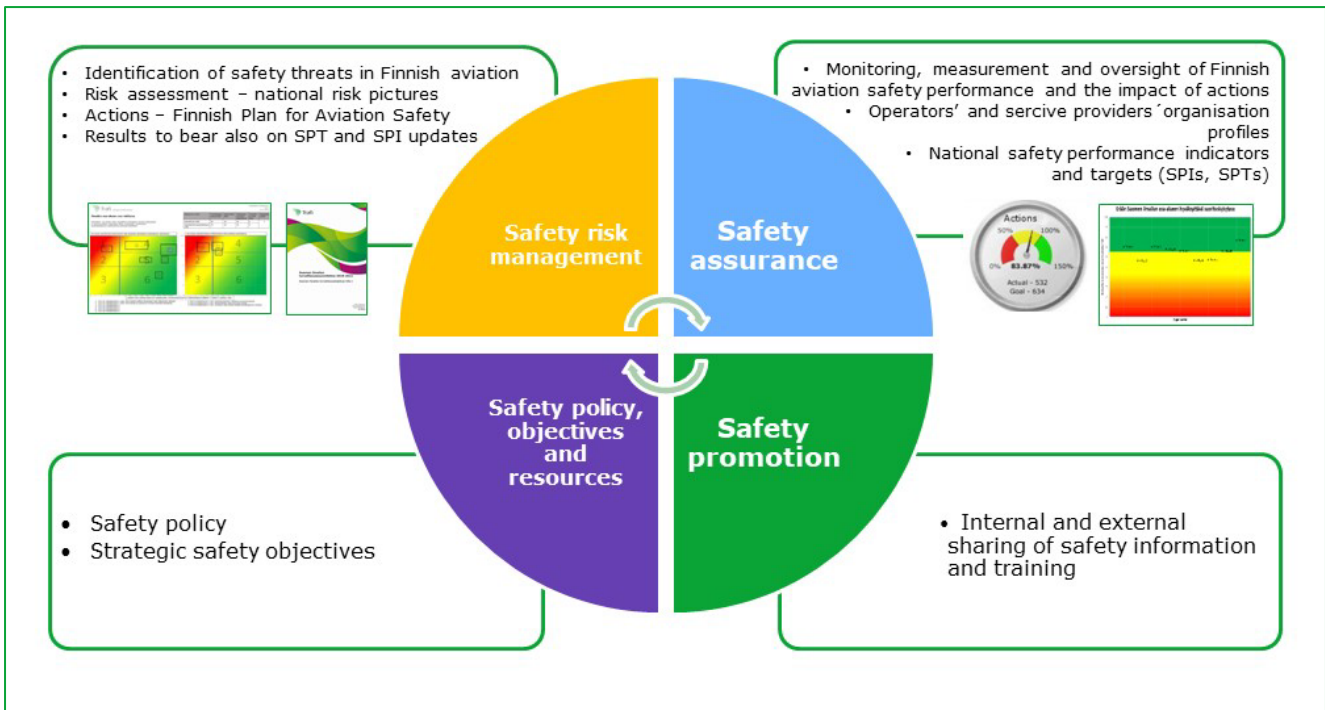 • Identification of safety threats in Finnish aviation
• Risk assessment – national risk pictures
• Actions – Finnish Plan for Aviation Safety
• Results to bear also on SPT and SPI updates
• Monitoring, measurement and oversight of Finnish
aviation safety performance and the impact of actions
• Operators’ and sercive providers´organisation
profiles
• National safety performance indicators
and targets (SPIs, SPTs)
Trafi
Actions
50%
100%
0%
83.87%
150%
Actual – 532
Goal – 634
Safety risk
management
Safety
assurance
Safety policy,
objectives
and
resources
Safety
promotion
• Safety policy
• Strategic safety objectives
• Internal and external
sharing of safety information
and training